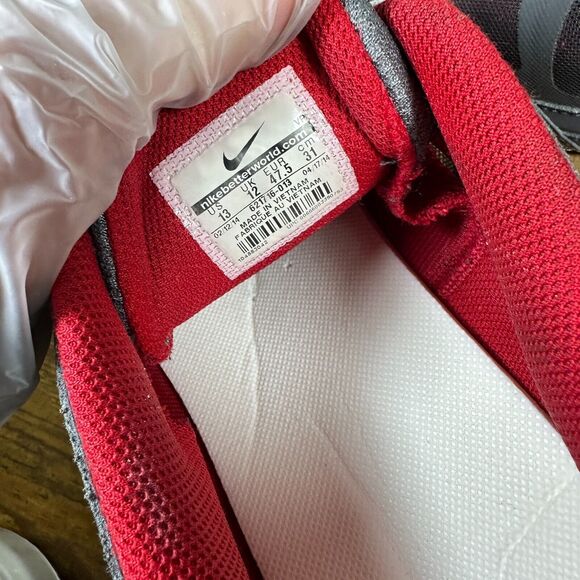 nikebetterworld.com
US UK EUR cm
13 12 47.5 31
621716-013
02/12/14 04/17/14
MADE IN VIETNAM
FABRIQUÉ AU VIETNAM